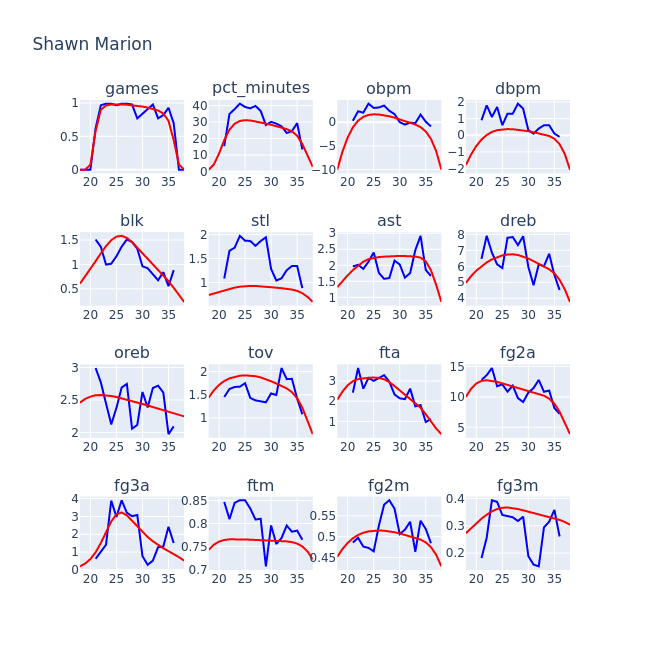 Shawn Marion
games pct_minutes obpm dbpm
1 0.5 0 20 25 30 35
40 30 20 10 0 20 25 30 35
0 −5 −10 20 25 30 35
2 1 0 −1 −2 20 25 30 35
blk stl ast dreb
1.5 1 0.5 20 25 30 35
2 1.5 1 20 25 30 35
3 2.5 2 1.5 1 20 25 30 35
8 7 6 5 4 20 25 30 35
oreb tov fta fg2a
3 2.5 2 20 25 30 35
2 1.5 1 20 25 30 35
3 2 1 20 25 30 35
15 10 5 20 25 30 35
fg3a ftm fg2m fg3m
4 3 2 1 0 20 25 30 35
0.85 0.8 0.75 0.7 20 25 30 35
0.55 0.5 0.45 20 25 30 35
0.4 0.3 0.2 20 25 30 35